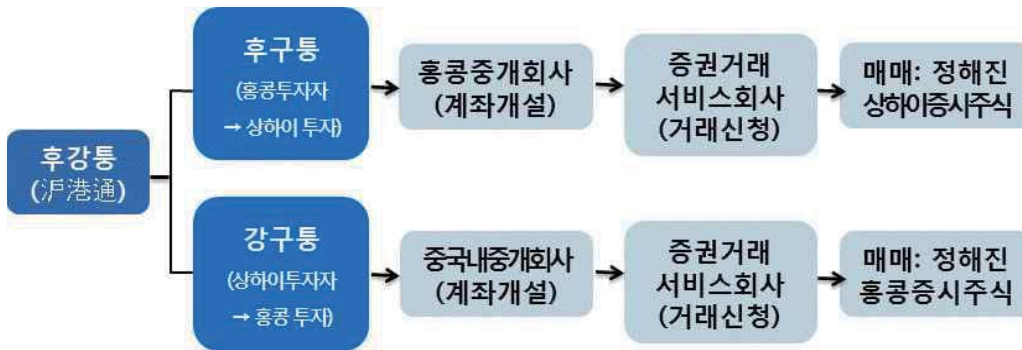 후강퉁
(沪港通)
후구퉁
(홍콩투자자
→ 상하이 투자)
홍콩중개회사
(계좌개설)
증권거래
서비스회사
(거래신청)
매매: 정해진
상하이증시주식
강구퉁
(상하이투자자
→ 홍콩 투자)
중국내중개회사
(계좌개설)
증권거래
서비스회사
(거래신청)
매매: 정해진
홍콩증시주식